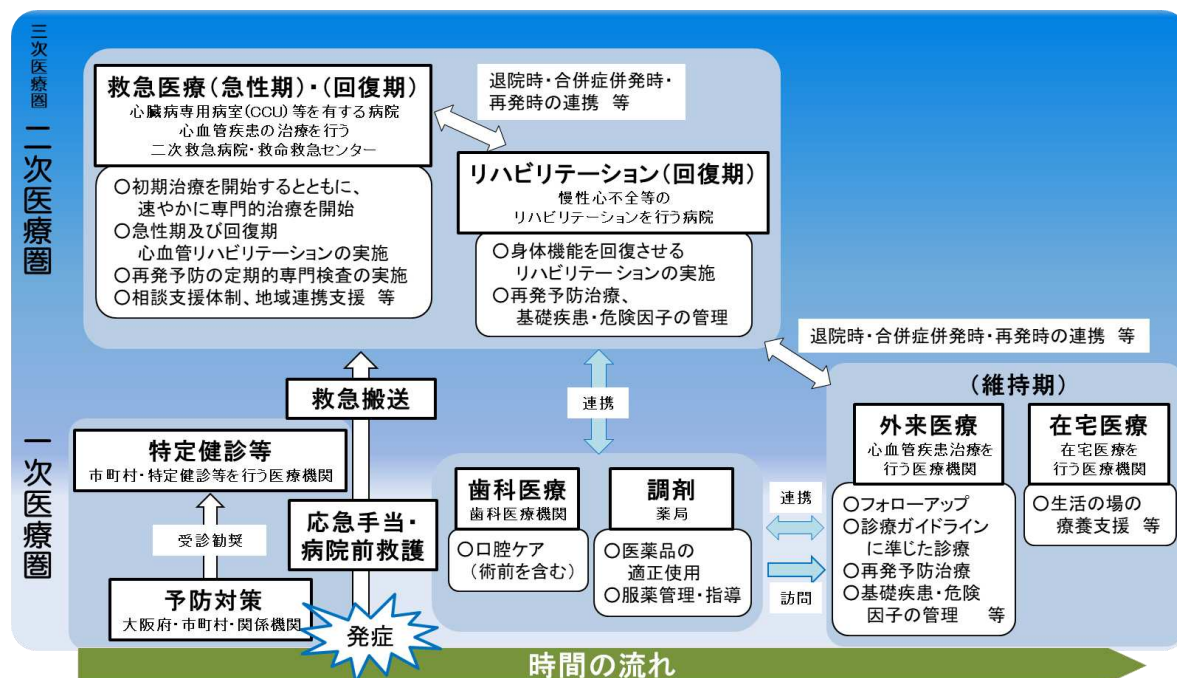 三次医療圏
二次医療圏
一次医療圏
救急医療(急性期)・(回復期)
心臓病専用病室(CCU)等を有する病院
心血管疾患の治療を行う
二次救急病院・救命救急センター
○初期治療を開始するとともに、
速やかに専門的治療を開始
○急性期及び回復期
心血管リハビリテーションの実施
○再発予防の定期的専門検査の実施
○相談支援体制、地域連携支援 等
退院時・合併症併発時・
再発時の連携 等
リハビリテーション(回復期)
慢性心不全等の
リハビリテーションを行う病院
○身体機能を回復させる
リハビリテーションの実施
○再発予防治療、
基礎疾患・危険因子の管理
退院時・合併症併発時・再発時の連携 等
救急搬送
連携
特定健診等
市町村・特定健診等を行う医療機関
受診勧奨
予防対策
大阪府・市町村・関係機関
応急手当・
病院前救護
発症
歯科医療
歯科医療機関
○口腔ケア
(術前を含む)
調剤
薬局
○医薬品の
適正使用
○服薬管理・指導
連携
訪問
(維持期)
外来医療
心血管疾患治療を
行う医療機関
○フォローアップ
○診療ガイドライン
に準じた診療
○再発予防治療
○基礎疾患・危険
因子の管理 等
在宅医療
在宅医療を
行う医療機関
○生活の場の
療養支援 等
時間の流れ